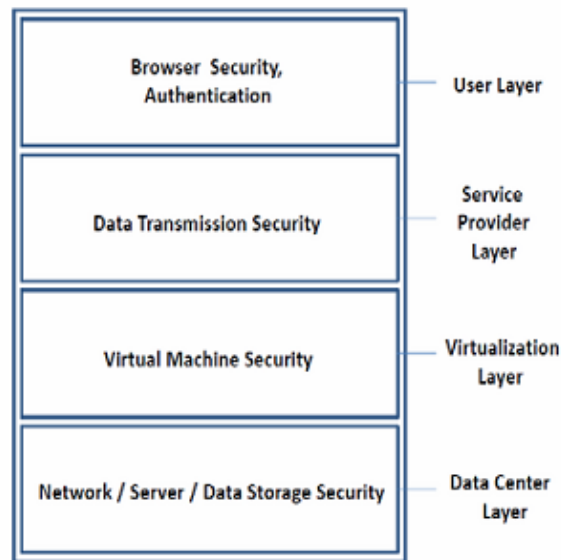 Browser Security,
Authentication
User Layer
Data Transmission Security
Service
Provider
Layer
Virtual Machine Security
Virtualization
Layer
Network / Server / Data Storage Security
Data Center
Layer